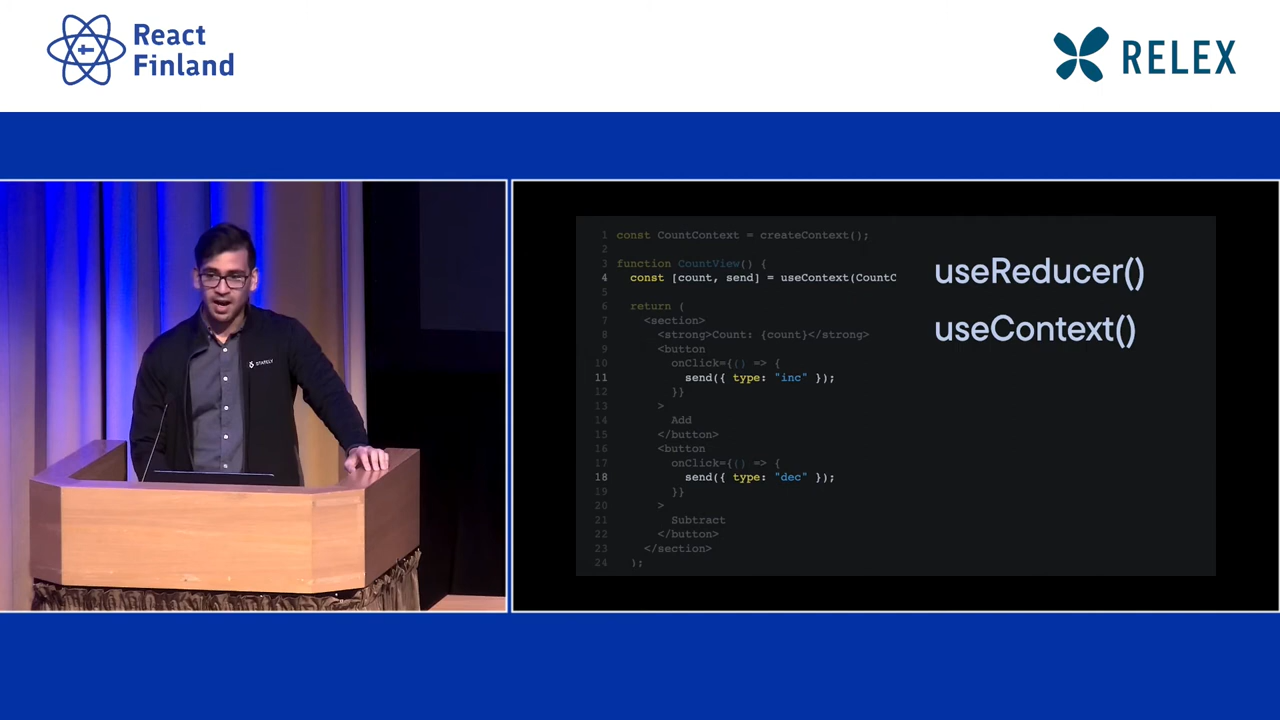 React
Finland
RELEX
STATELY
1 const CountContext = createContext();
2
3 function CountView() {
4 const [count, send] = useContext(CountC
5
6 return (
7 <section>
8 <strong>Count: {count}</strong>
9 <button
10 onClick={() => {
11 send({ type: "inc" });
12 }}
13 >
14 Add
15 </button>
16 <button
17 onClick={() => {
18 send({ type: "dec" });
19 }}
20 >
21 Subtract
22 </button>
23 </section>
24 );
useReducer()
useContext()